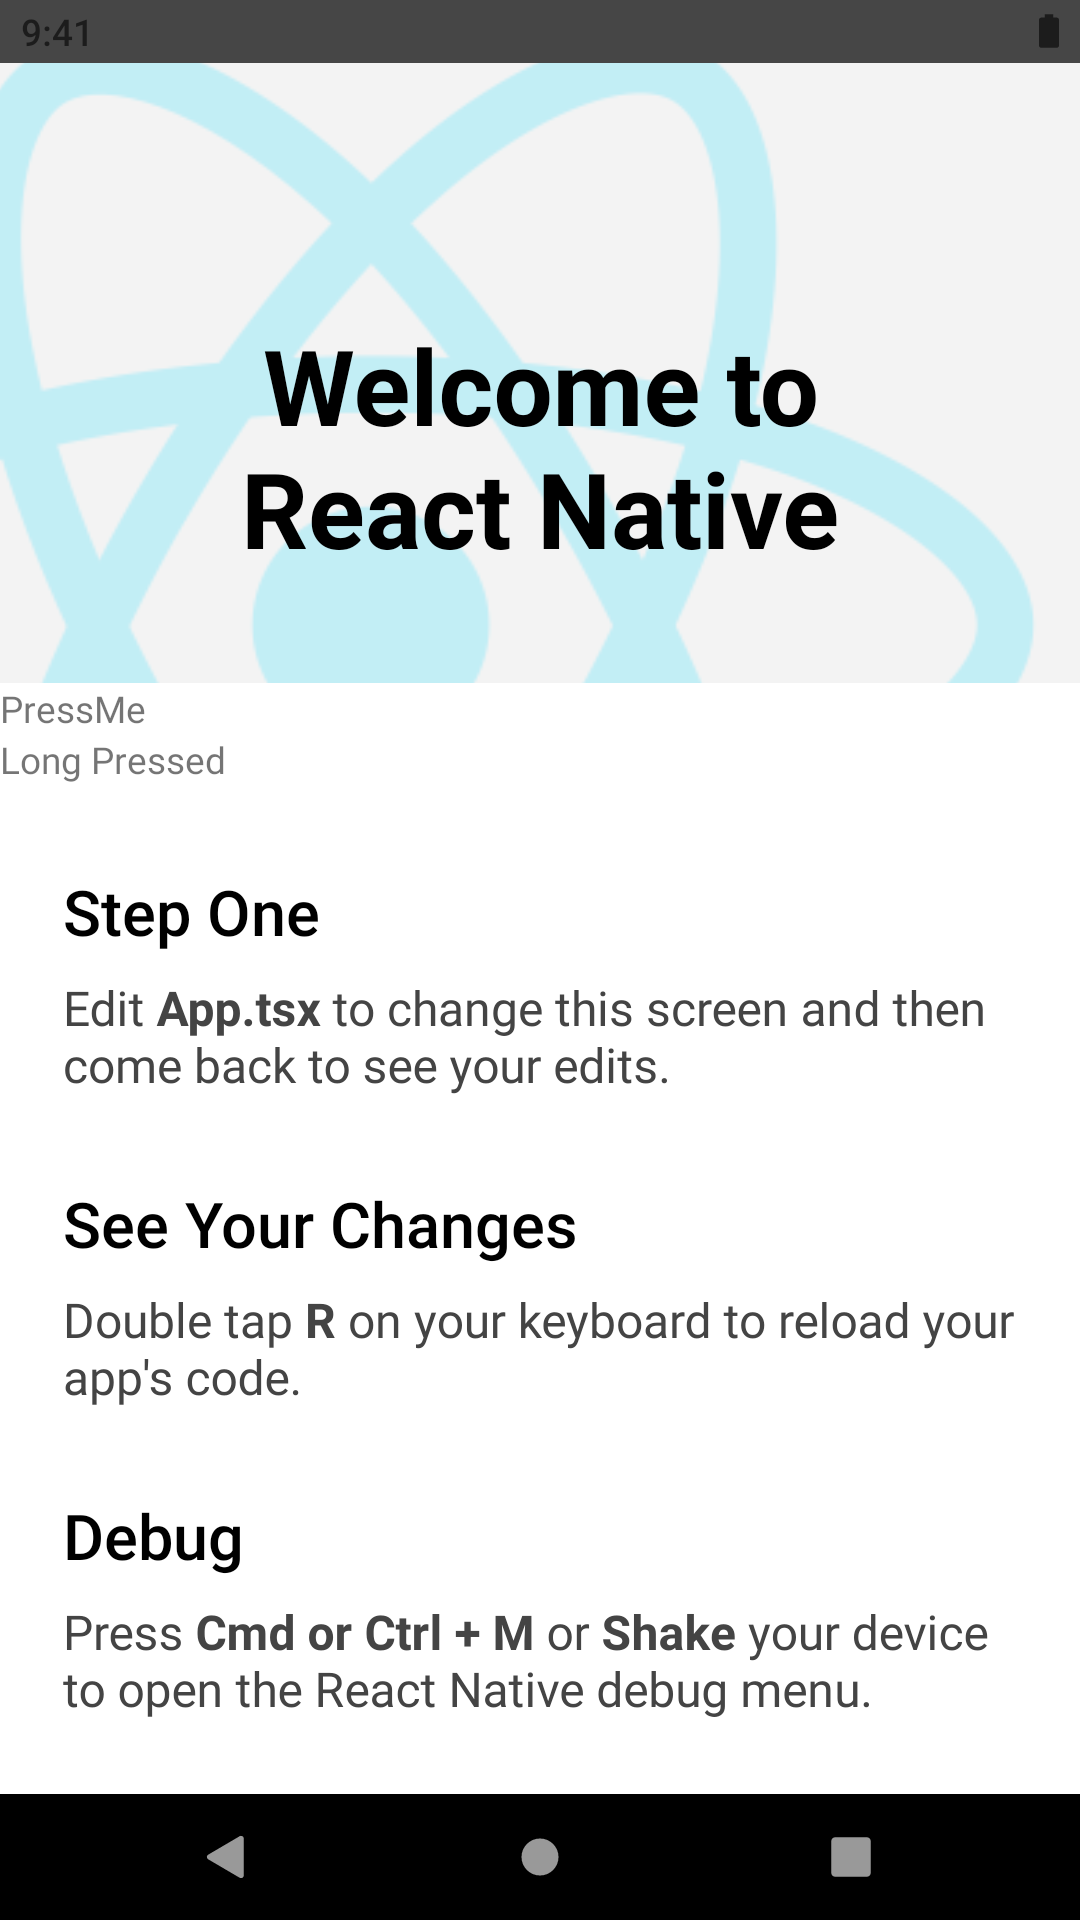 9:41
Welcome to
React Native
PressMe
Long Pressed
Step One
Edit App.tsx to change this screen and then
come back to see your edits.
See Your Changes
Double tap R on your keyboard to reload your
app's code.
Debug
Press Cmd or Ctrl + M or Shake your device
to open the React Native debug menu.